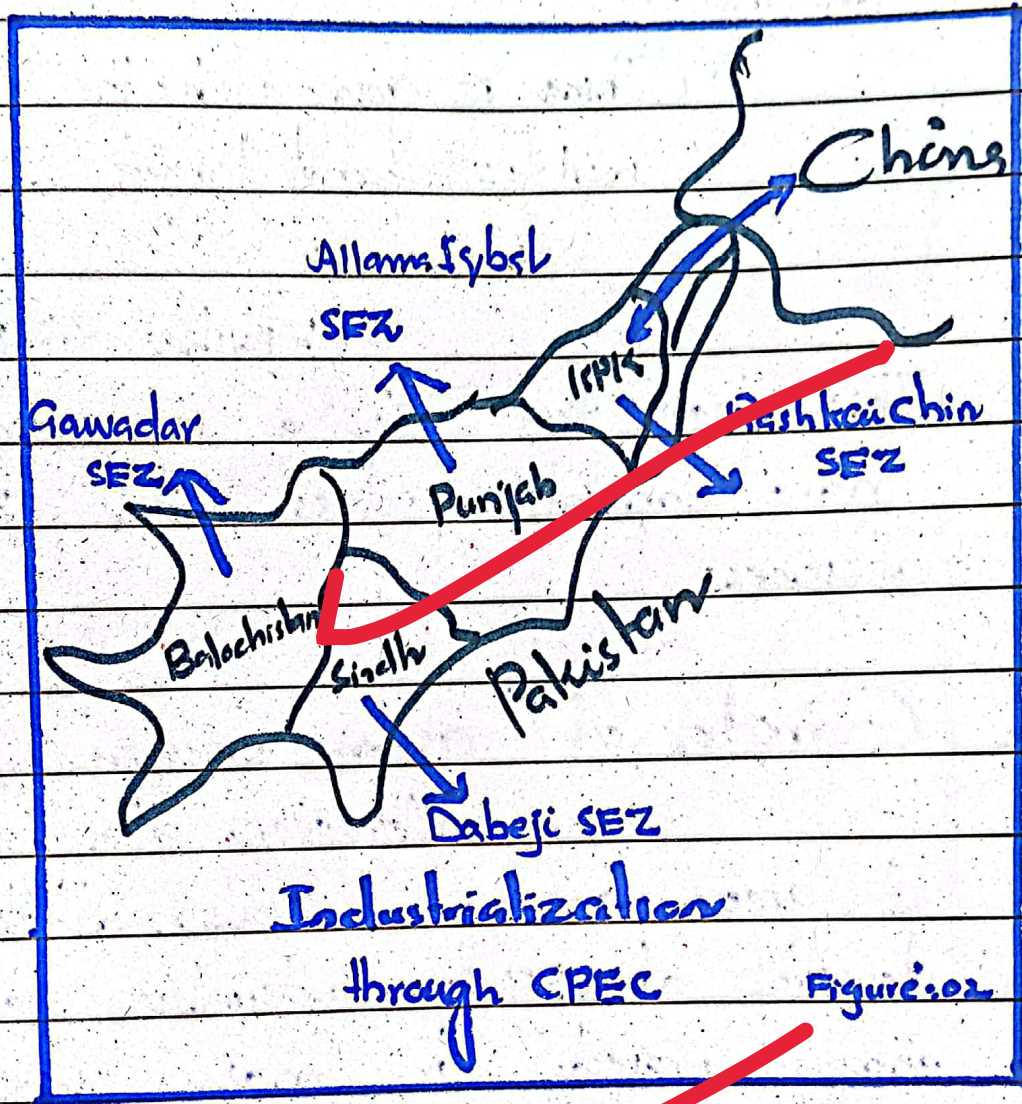 China
Allama Iqbal
SEZ
KPK
Gawadar
SEZ
Rashkai Chin
SEZ
Punjab
Balochistan
Sindh
Pakistan
Dabeji SEZ
Industrialization
through CPEC
Figure:02